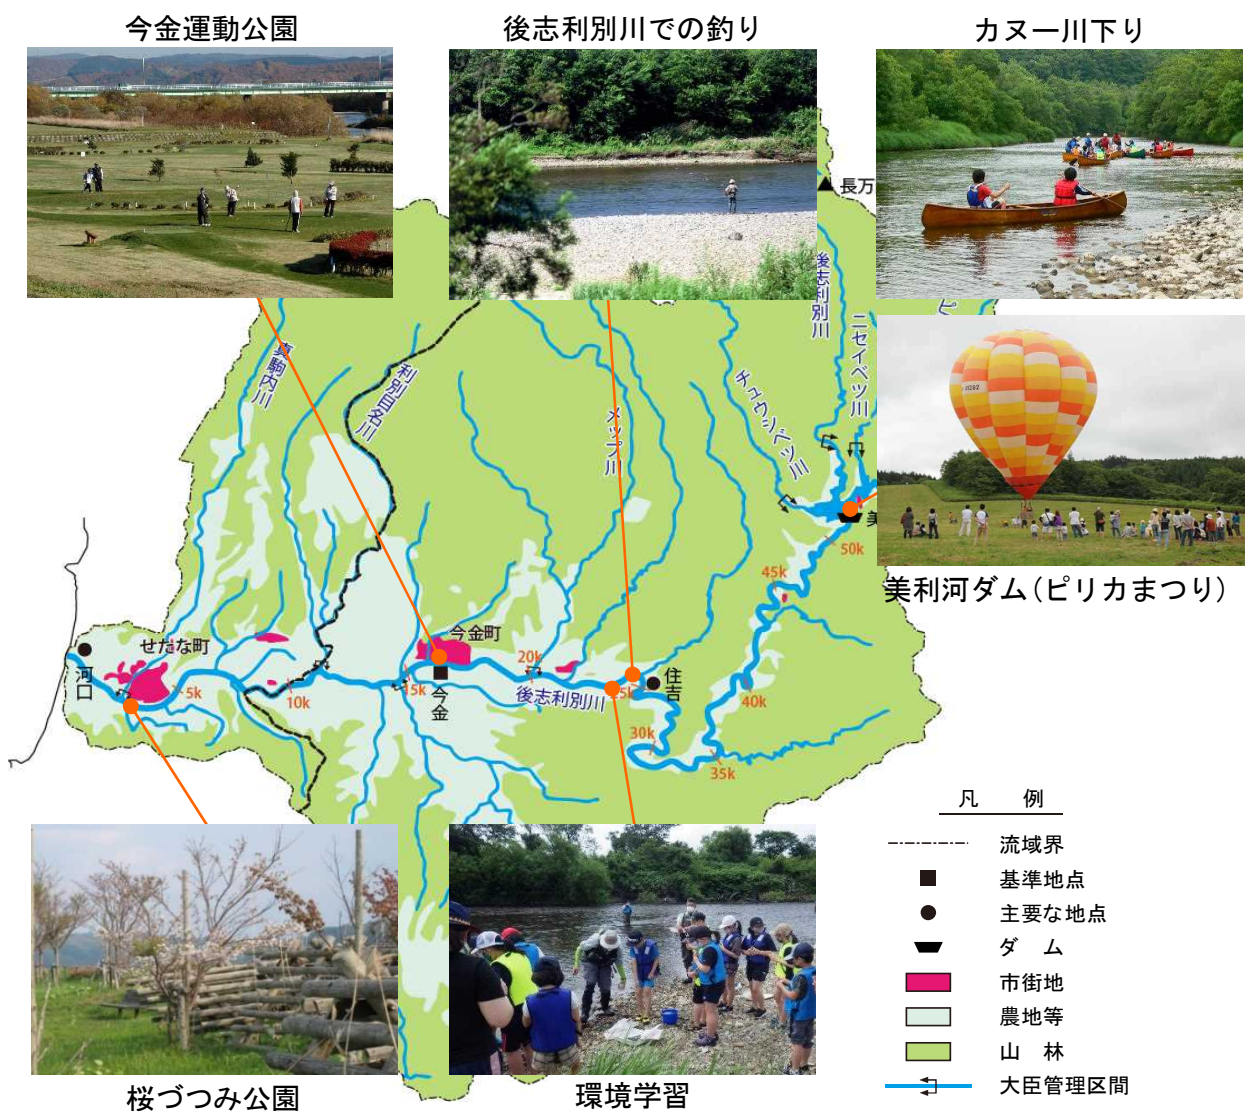 今金運動公園
後志利別川での釣り
カヌー川下り
長万
後志利別川
ニセイベツ川
ピ
真駒内川
利別目名川
メップ川
チュウシベツ川
美
50k
45k
美利河ダム(ピリカまつり)
せたな町
今金町
河口
5k
10k
15k
今金
20k
後志利別川
25k
住吉
30k
35k
40k
凡 例
流域界
基準地点
主要な地点
ダ ム
市街地
農地等
山 林
大臣管理区間
桜づつみ公園
環境学習